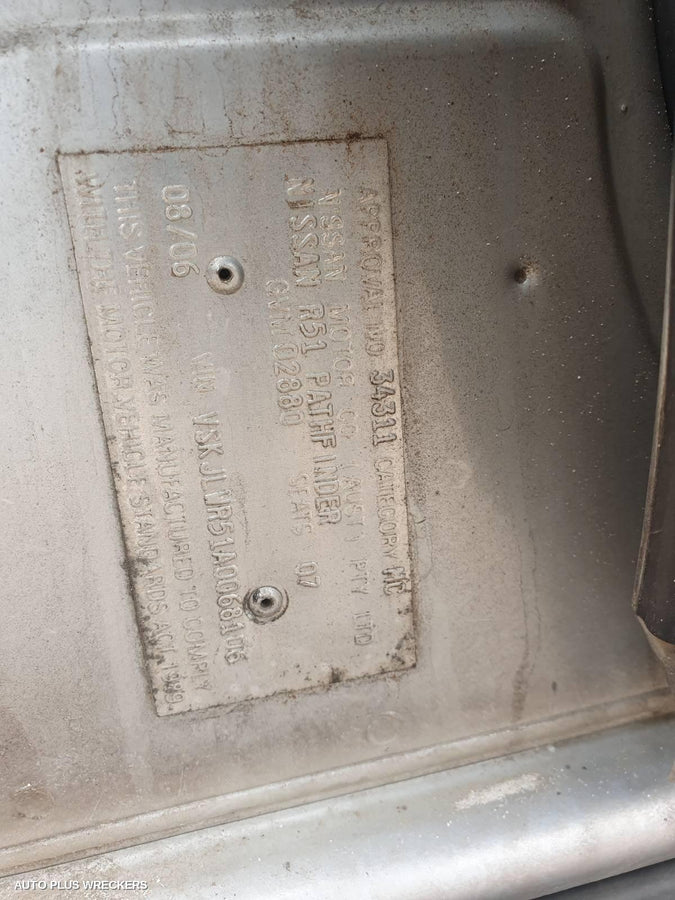 APPROVAL NO 34311 CATEGORY MC
NISSAN MOTOR CO (AUST) PTY LTD
NISSAN R51 PATHFINDER
GVM 02880 SEATS 07
VIN
08/06
THIS VEHICLE WAS MANUFACTURED TO COMPLY
WITH THE MOTOR VEHICLE STANDARDS ACT 1989
AUTO PLUS WRECKERS